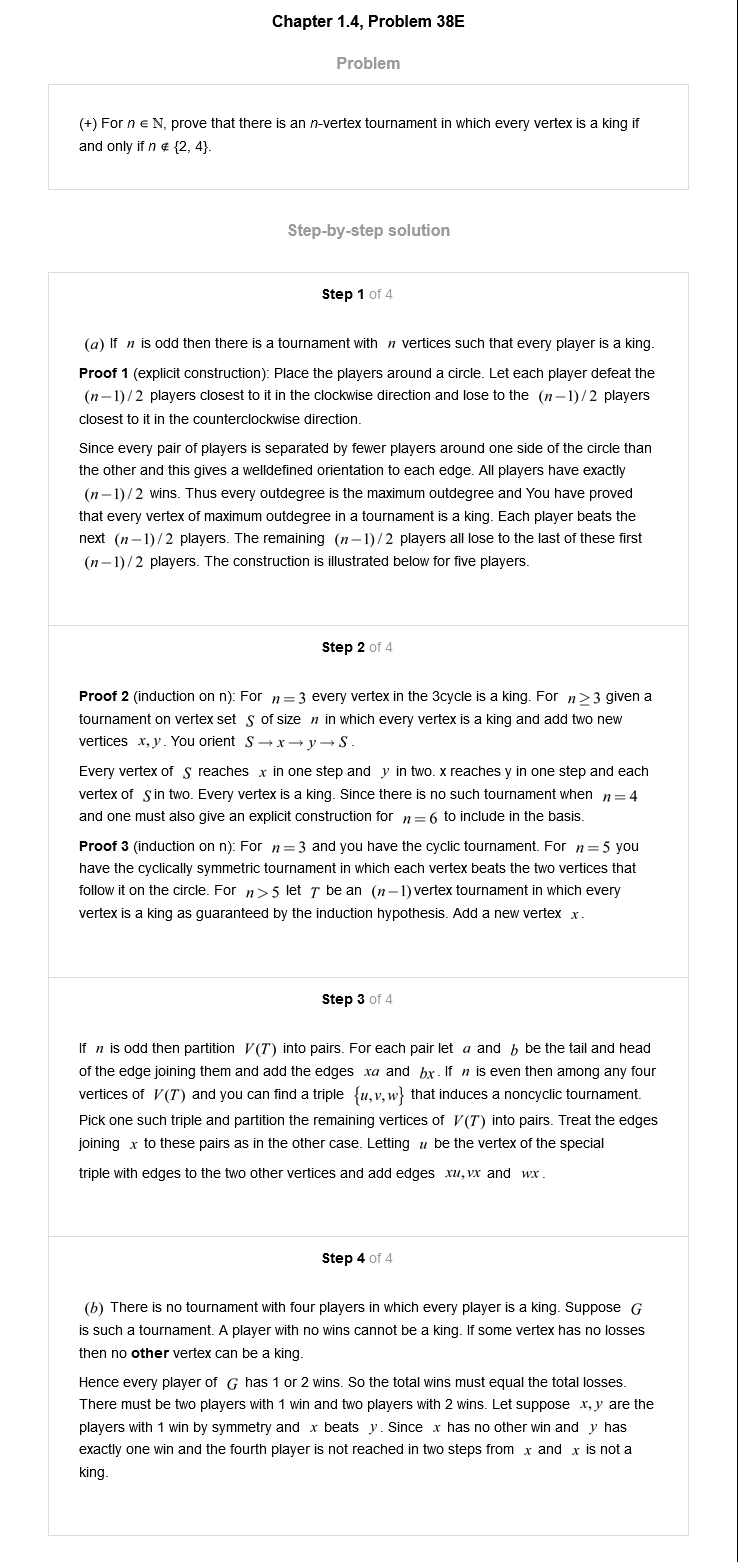 Chapter 1.4, Problem 38E
Problem
(+) For n ∈ ℕ, prove that there is an n-vertex tournament in which every vertex is a king if
and only if n ∉ {2, 4}.
Step-by-step solution
Step 1 of 4
(a) If n is odd then there is a tournament with n vertices such that every player is a king.
Proof 1 (explicit construction): Place the players around a circle. Let each player defeat the
(n−1)/2 players closest to it in the clockwise direction and lose to the (n−1)/2 players
closest to it in the counterclockwise direction.
Since every pair of players is separated by fewer players around one side of the circle than
the other and this gives a welldefined orientation to each edge. All players have exactly
(n−1)/2 wins. Thus every outdegree is the maximum outdegree and You have proved
that every vertex of maximum outdegree in a tournament is a king. Each player beats the
next (n−1)/2 players. The remaining (n−1)/2 players all lose to the last of these first
(n−1)/2 players. The construction is illustrated below for five players.
Step 2 of 4
Proof 2 (induction on n): For n=3 every vertex in the 3cycle is a king. For n≥3 given a
tournament on vertex set S of size n in which every vertex is a king and add two new
vertices x,y. You orient S→x→y→S.
Every vertex of S reaches x in one step and y in two. x reaches y in one step and each
vertex of S in two. Every vertex is a king. Since there is no such tournament when n=4
and one must also give an explicit construction for n=6 to include in the basis.
Proof 3 (induction on n): For n=3 and you have the cyclic tournament. For n=5 you
have the cyclically symmetric tournament in which each vertex beats the two vertices that
follow it on the circle. For n>5 let T be an (n−1)vertex tournament in which every
vertex is a king as guaranteed by the induction hypothesis. Add a new vertex x.
Step 3 of 4
If n is odd then partition V(T) into pairs. For each pair let a and b be the tail and head
of the edge joining them and add the edges xa and bx. If n is even then among any four
vertices of V(T) and you can find a triple {u,v,w} that induces a noncyclic tournament.
Pick one such triple and partition the remaining vertices of V(T) into pairs. Treat the edges
joining x to these pairs as in the other case. Letting u be the vertex of the special
triple with edges to the two other vertices and add edges xu,vx and wx.
Step 4 of 4
(b) There is no tournament with four players in which every player is a king. Suppose G
is such a tournament. A player with no wins cannot be a king. If some vertex has no losses
then no other vertex can be a king.
Hence every player of G has 1 or 2 wins. So the total wins must equal the total losses.
There must be two players with 1 win and two players with 2 wins. Let suppose x,y are the
players with 1 win by symmetry and x beats y. Since x has no other win and y has
exactly one win and the fourth player is not reached in two steps from x and x is not a
king.